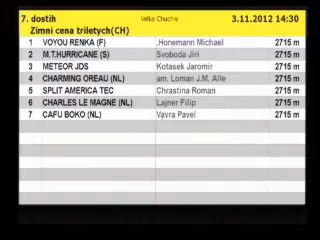 7. dostih Velka Chuchle 3.11.2012 14:30
Zimni cena triletych(CH)
1 VOYOU RENKA (F) .Honemann Michael 2715 m
2 M.T.HURRICANE (S) Svoboda Jiri 2715 m
3 METEOR JDS Kotasek Jaromir 2715 m
4 CHARMING OREAU (NL) am. Loman J.M. Alle 2715 m
5 SPLIT AMERICA TEC Chrastina Roman 2715 m
6 CHARLES LE MAGNE (NL) Lajner Filip 2715 m
7 CAFU BOKO (NL) Vavra Pavel 2715 m